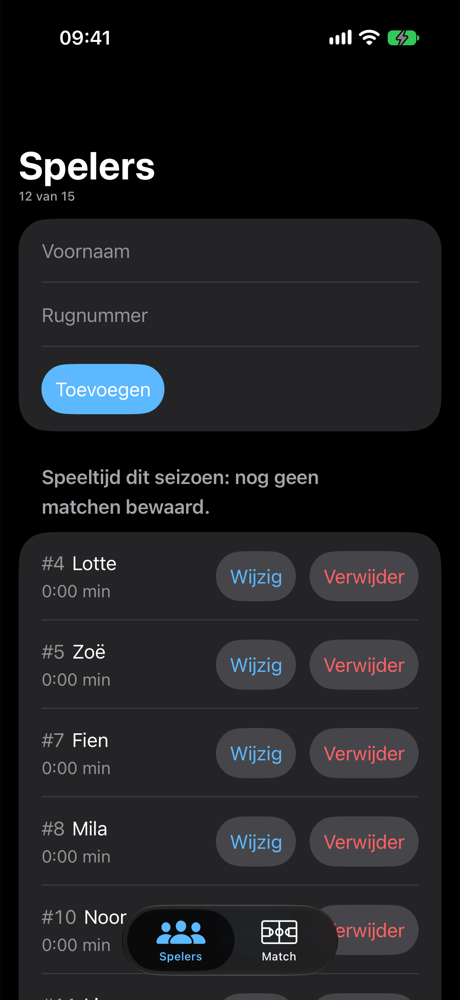 09:41
Spelers
12 van 15
Voornaam
Rugnummer
Toevoegen
Speeltijd dit seizoen: nog geen
matchen bewaard.
#4 Lotte
0:00 min
Wijzig
Verwijder
#5 Zoë
0:00 min
Wijzig
Verwijder
#7 Fien
0:00 min
Wijzig
Verwijder
#8 Mila
0:00 min
Wijzig
Verwijder
#10 Noor
0:00 min
erwijder
Spelers
Match